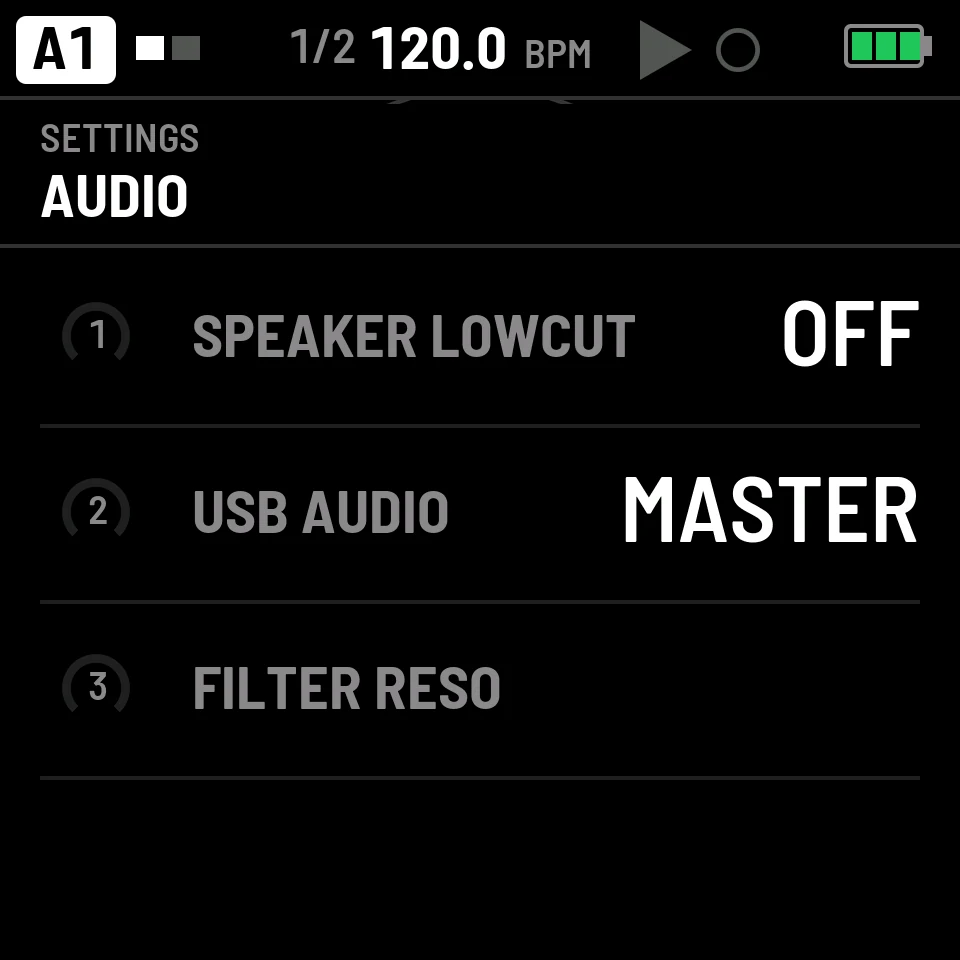 A1 1/2 120.0 BPM
SETTINGS
AUDIO
1 SPEAKER LOWCUT OFF
2 USB AUDIO MASTER
3 FILTER RESO